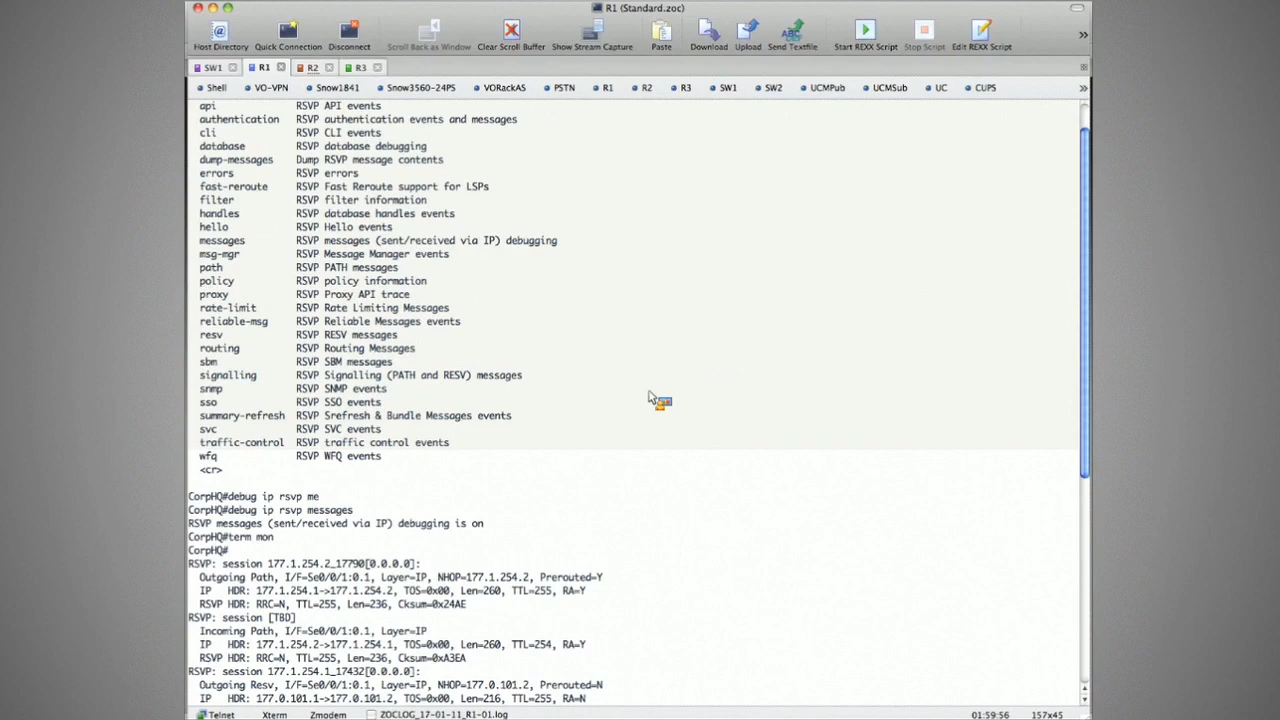 R1 (Standard.zoc)
Host Directory Quick Connection Disconnect Scroll Back as Window Clear Scroll Buffer Show Stream Capture Paste Download Upload Send Textfile Start REXX Script Stop Script Edit REXX Script
SW1 R1 R2 R3
Shell VO-VPN Snow1841 Snow3560-24PS VORackAS PSTN R1 R2 R3 SW1 SW2 UCMPub UCMSub UC CUPS
api RSVP API events
authentication RSVP authentication events and messages
cli RSVP CLI events
database RSVP database debugging
dump-messages Dump RSVP message contents
errors RSVP errors
fast-reroute RSVP Fast Reroute support for LSPs
filter RSVP filter information
handles RSVP database handles events
hello RSVP Hello events
messages RSVP messages (sent/received via IP) debugging
msg-mgr RSVP Message Manager events
path RSVP PATH messages
policy RSVP policy information
proxy RSVP Proxy API trace
rate-limit RSVP Rate Limiting Messages
reliable-msg RSVP Reliable Messages events
resv RSVP RESV messages
routing RSVP Routing Messages
sbm RSVP SBM messages
signalling RSVP Signalling (PATH and RESV) messages
snmp RSVP SNMP events
sso RSVP SSO events
summary-refresh RSVP Srefresh & Bundle Messages events
svc RSVP SVC events
traffic-control RSVP traffic control events
wfq RSVP WFQ events
<cr>
CorpHQ#debug ip rsvp me
CorpHQ#debug ip rsvp messages
RSVP messages (sent/received via IP) debugging is on
CorpHQ#term mon
CorpHQ#
RSVP: session 177.1.254.2_17790[0.0.0.0]:
Outgoing Path, I/F=Se0/0/1:0.1, Layer=IP, NHOP=177.1.254.2, Prerouted=Y
IP HDR: 177.1.254.1->177.1.254.2, TOS=0x00, Len=260, TTL=255, RA=Y
RSVP HDR: RRC=N, TTL=255, Len=236, Cksum=0x24AE
RSVP: session [TBD]
Incoming Path, I/F=Se0/0/1:0.1, Layer=IP
IP HDR: 177.1.254.2->177.1.254.1, TOS=0x00, Len=260, TTL=254, RA=Y
RSVP HDR: RRC=N, TTL=255, Len=236, Cksum=0xA3EA
RSVP: session 177.1.254.1_17432[0.0.0.0]:
Outgoing Resv, I/F=Se0/0/1:0.1, Layer=IP, NHOP=177.0.101.2, Prerouted=N
IP HDR: 177.0.101.1->177.0.101.2, TOS=0x00, Len=216, TTL=255, RA=N
Telnet Xterm Zmodem ZOCLOG_17-01-11_R1-01.log 01:59:56 157x45